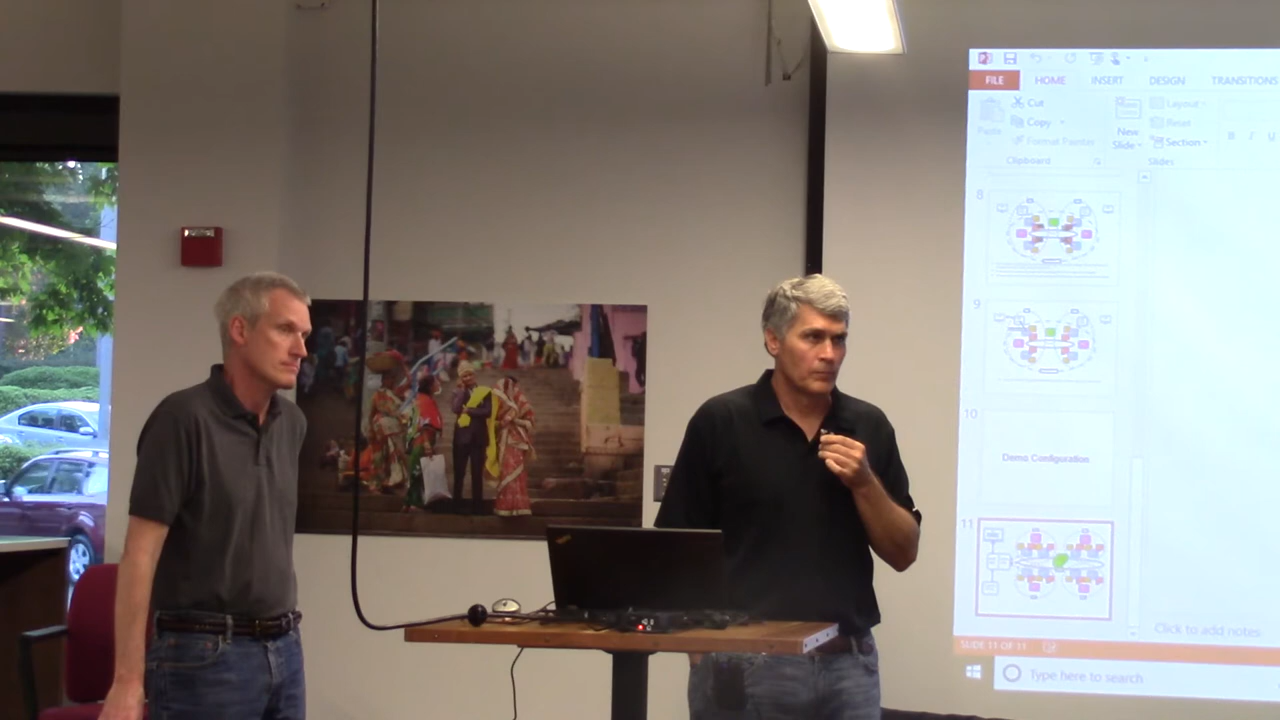 FILE HOME INSERT DESIGN TRANSITIONS
Cut
Copy
Format Painter
Paste
Clipboard
New
Slide
Layout
Reset
Section
Slides
B I U
8
9
10
Demo Configuration
11
Click to add notes
SLIDE 11 OF 11
Type here to search